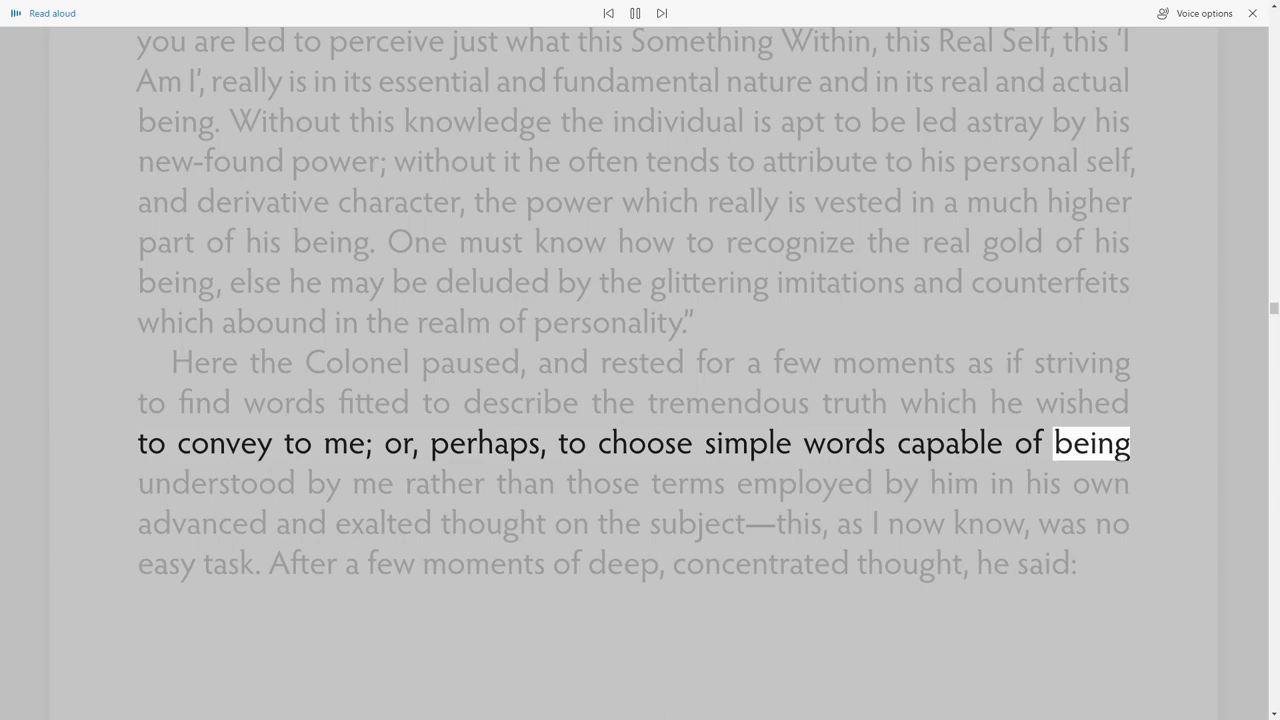 Read aloud
Voice options
you are led to perceive just what this Something Within, this Real Self, this ‘I
Am I’, really is in its essential and fundamental nature and in its real and actual
being. Without this knowledge the individual is apt to be led astray by his
new-found power; without it he often tends to attribute to his personal self,
and derivative character, the power which really is vested in a much higher
part of his being. One must know how to recognize the real gold of his
being, else he may be deluded by the glittering imitations and counterfeits
which abound in the realm of personality.”
Here the Colonel paused, and rested for a few moments as if striving
to find words fitted to describe the tremendous truth which he wished
to convey to me; or, perhaps, to choose simple words capable of being
understood by me rather than those terms employed by him in his own
advanced and exalted thought on the subject—this, as I now know, was no
easy task. After a few moments of deep, concentrated thought, he said: